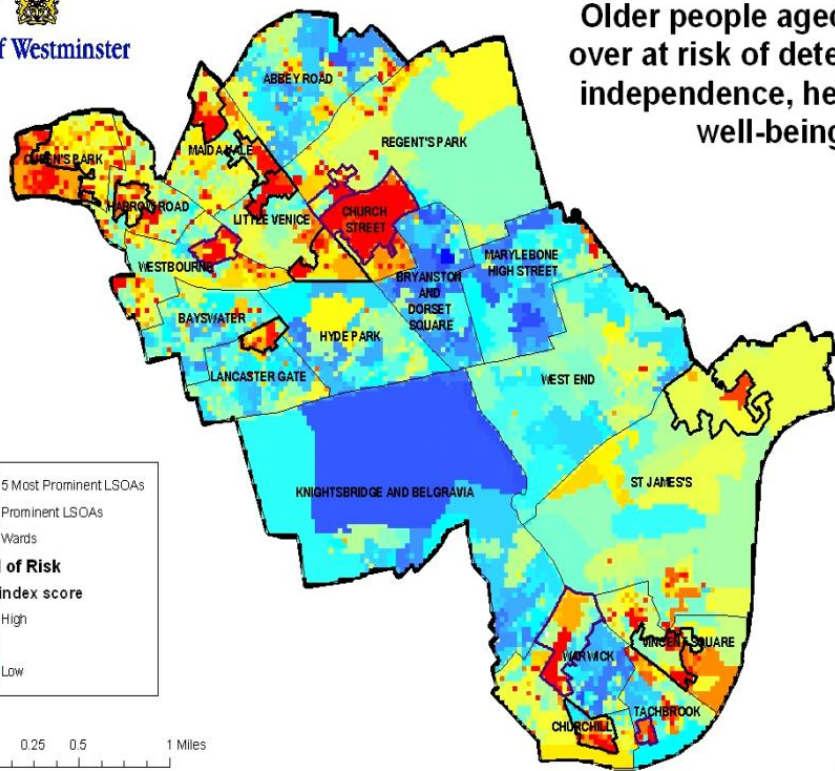 f Westminster
Older people aged
over at risk of dete
independence, he
well-being
ABBEY ROAD
REGENT'S PARK
MAIDA VALE
QUEEN'S PARK
HARROW ROAD
LITTLE VENICE
CHURCH
STREET
WESTBOURNE
MARYLEBONE
HIGH STREET
BRYANSTON
AND
DORSET
SQUARE
BAYSWATER
HYDE PARK
LANCASTER GATE
WEST END
KNIGHTSBRIDGE AND BELGRAVIA
ST JAMES'S
5 Most Prominent LSOAs
Prominent LSOAs
Wards
of Risk
index score
High
Low
0.25 0.5 1 Miles
WARWICK
VINCENT SQUARE
TACHBROOK
CHURCHILL